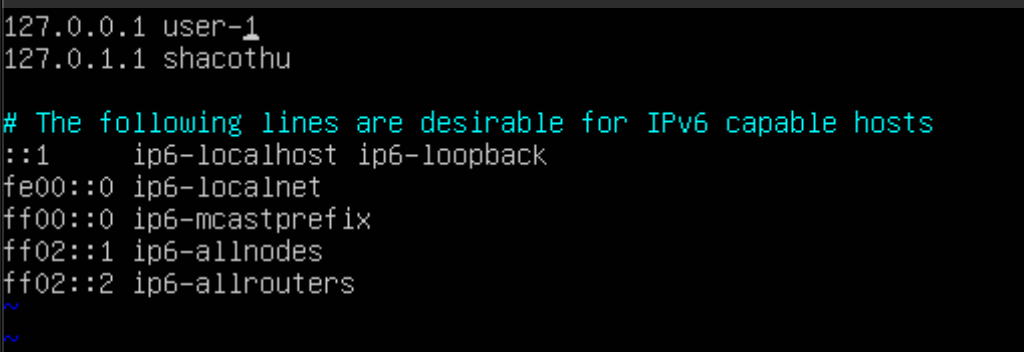 127.0.0.1 user-1
127.0.1.1 shacothu
# The following lines are desirable for IPv6 capable hosts
::1     ip6-localhost ip6-loopback
fe00::0 ip6-localnet
ff00::0 ip6-mcastprefix
ff02::1 ip6-allnodes
ff02::2 ip6-allrouters
~
~